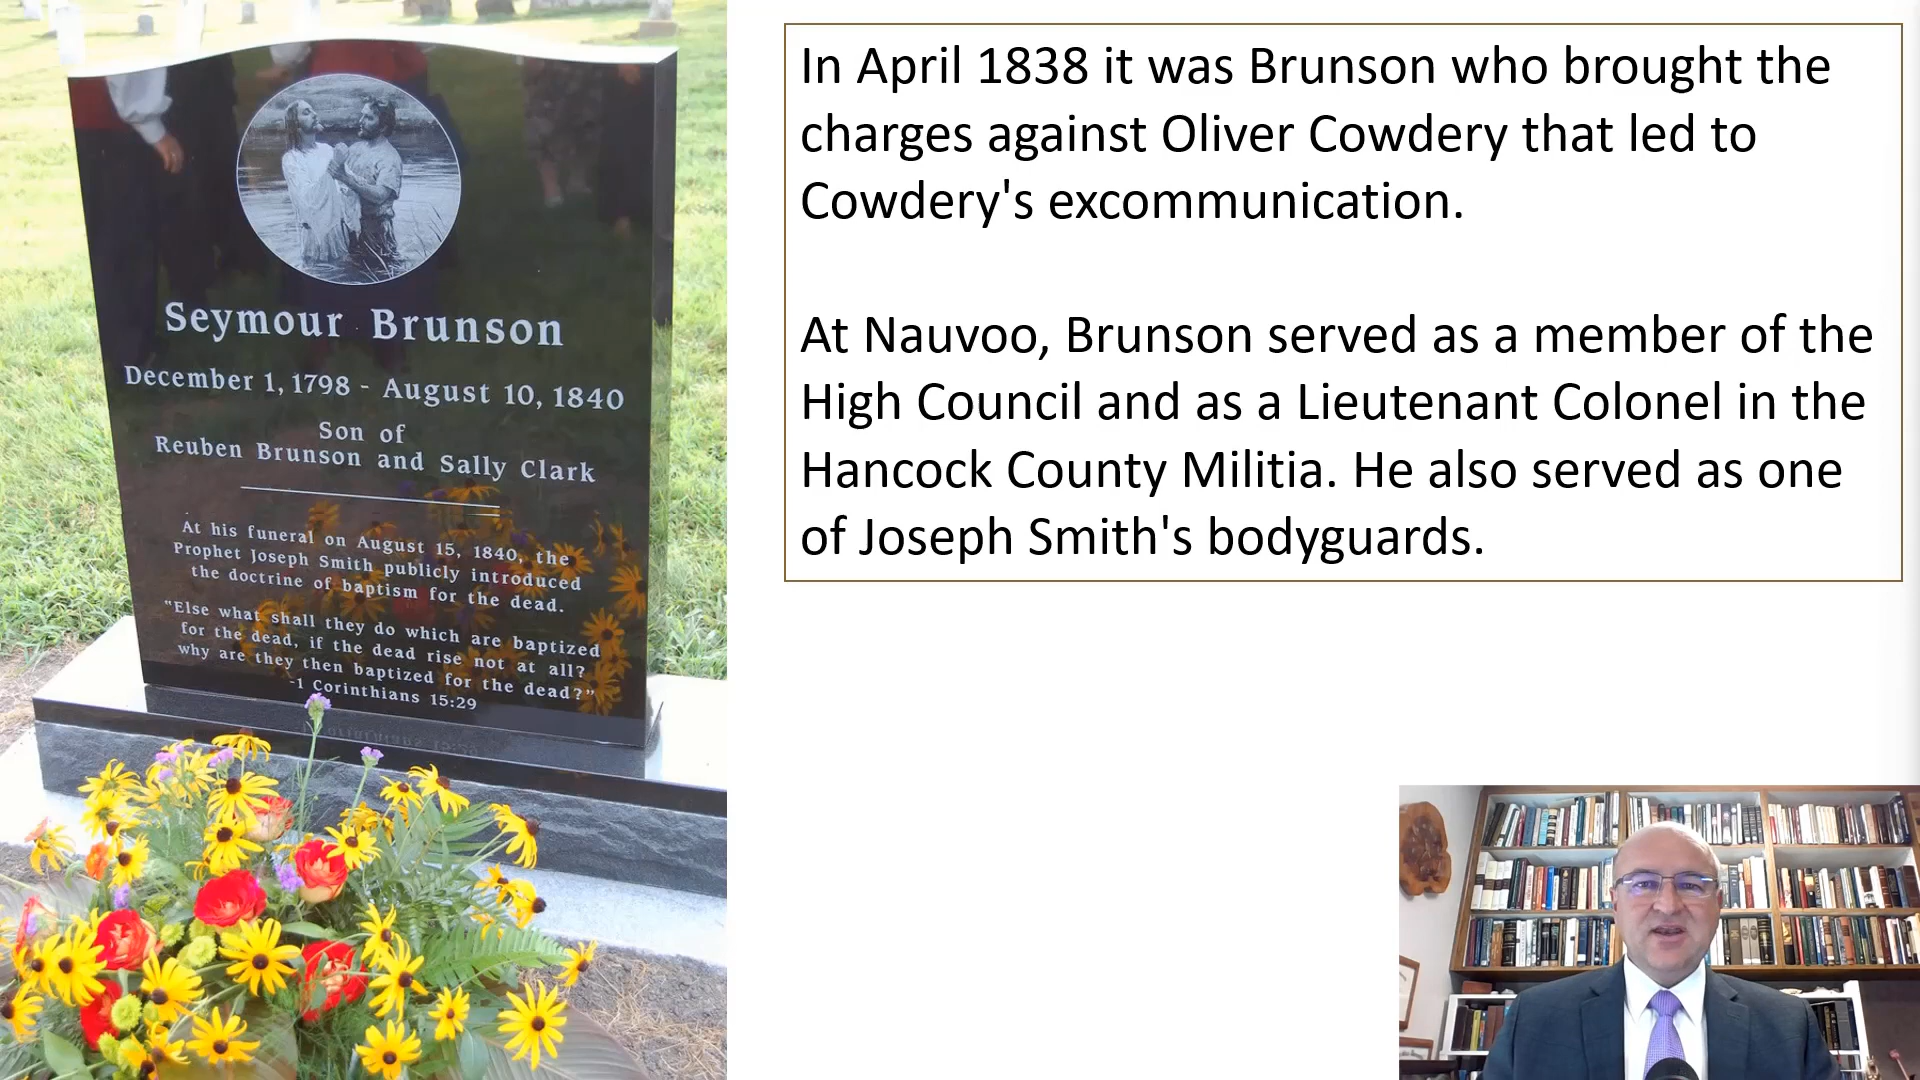 Seymour Brunson
December 1, 1798 - August 10, 1840
Son of
Reuben Brunson and Sally Clark
At his funeral on August 15, 1840, the
Prophet Joseph Smith publicly introduced
the doctrine of baptism for the dead.
"Else what shall they do which are baptized
for the dead, if the dead rise not at all?
why are they then baptized for the dead?"
-1 Corinthians 15:29
In April 1838 it was Brunson who brought the
charges against Oliver Cowdery that led to
Cowdery's excommunication.
At Nauvoo, Brunson served as a member of the
High Council and as a Lieutenant Colonel in the
Hancock County Militia. He also served as one
of Joseph Smith's bodyguards.